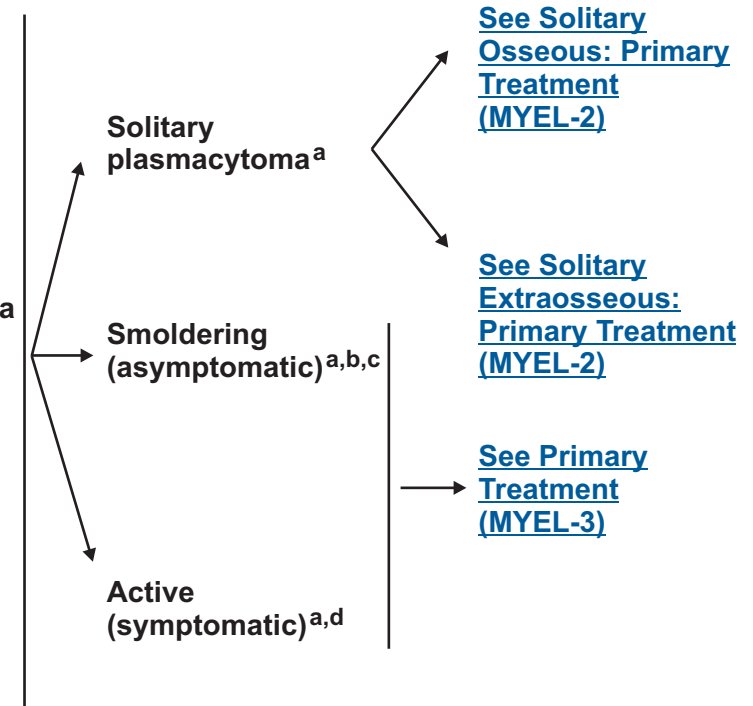 See Solitary
Osseous: Primary
Treatment
(MYEL-2)
Solitary
plasmacytoma a
See Solitary
Extraosseous:
Primary Treatment
(MYEL-2)
a
Smoldering
(asymptomatic) a,b,c
See Primary
Treatment
(MYEL-3)
Active
(symptomatic) a,d